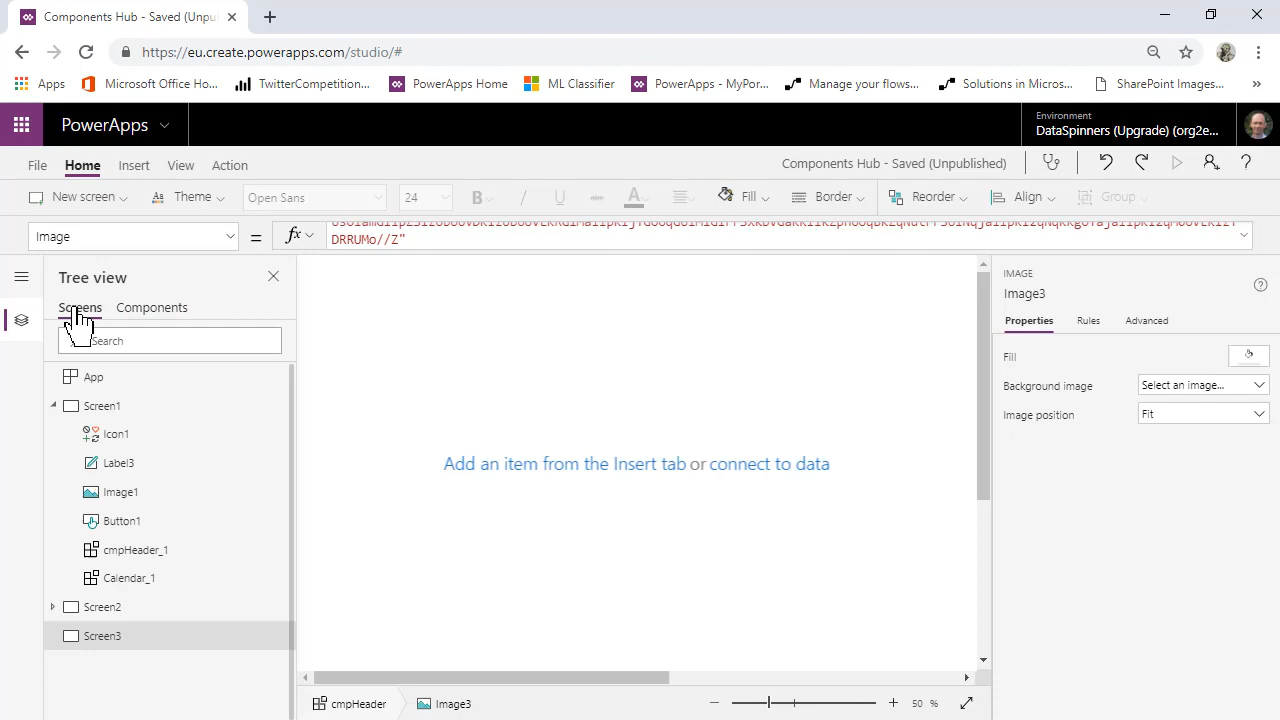 Components Hub - Saved (Unpu
https://eu.create.powerapps.com/studio/#
Apps Microsoft Office Ho... TwitterCompetition... PowerApps Home ML Classifier PowerApps - MyPor... Manage your flows... Solutions in Micros... SharePoint Images... »
PowerApps
Environment
DataSpinners (Upgrade) (org2e...
File Home Insert View Action Components Hub - Saved (Unpublished)
New screen Theme Open Sans 24 B / U abc A Fill Border Reorder Align Group
Image = fx
DRRUMo//Z"
Tree view
Screens Components
Search
App
Screen1
Icon1
Label3
Image1
Button1
cmpHeader_1
Calendar_1
Screen2
Screen3
Add an item from the Insert tab or connect to data
cmpHeader Image3 50 %
IMAGE
Image3
Properties Rules Advanced
Fill
Background image Select an image...
Image position Fit